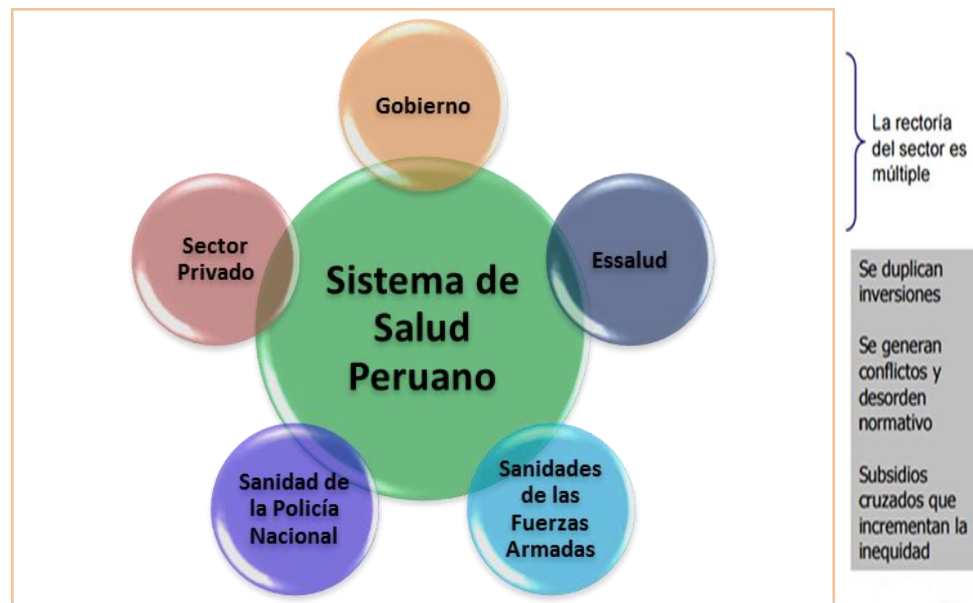 Gobierno
Sector
Privado
Essalud
Sistema de
Salud
Peruano
Sanidad de
la Policía
Nacional
Sanidades
de las
Fuerzas
Armadas
La rectoría
del sector es
múltiple
Se duplican
inversiones
Se generan
conflictos y
desorden
normativo
Subsidios
cruzados que
incrementan la
inequidad